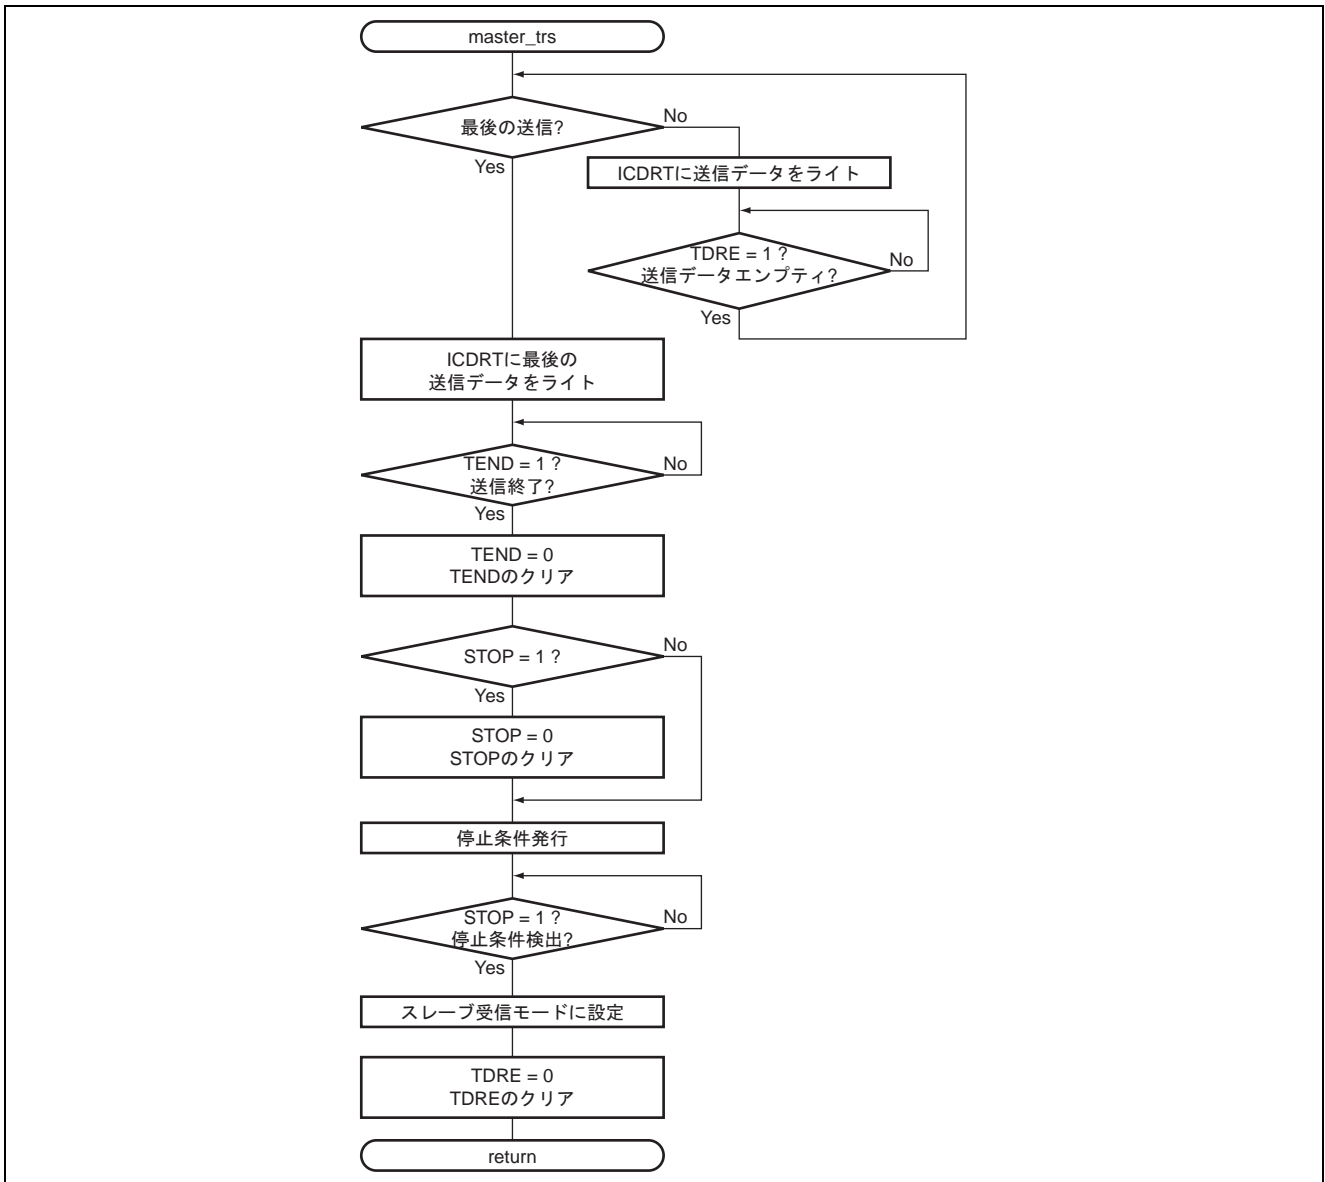 master_trs
最後の送信?
No
Yes
ICDRTに送信データをライト
TDRE = 1 ?
送信データエンプティ?
No
Yes
ICDRTに最後の
送信データをライト
TEND = 1 ?
送信終了?
No
Yes
TEND = 0
TENDのクリア
STOP = 1 ?
No
Yes
STOP = 0
STOPのクリア
停止条件発行
STOP = 1 ?
停止条件検出?
No
Yes
スレーブ受信モードに設定
TDRE = 0
TDREのクリア
return